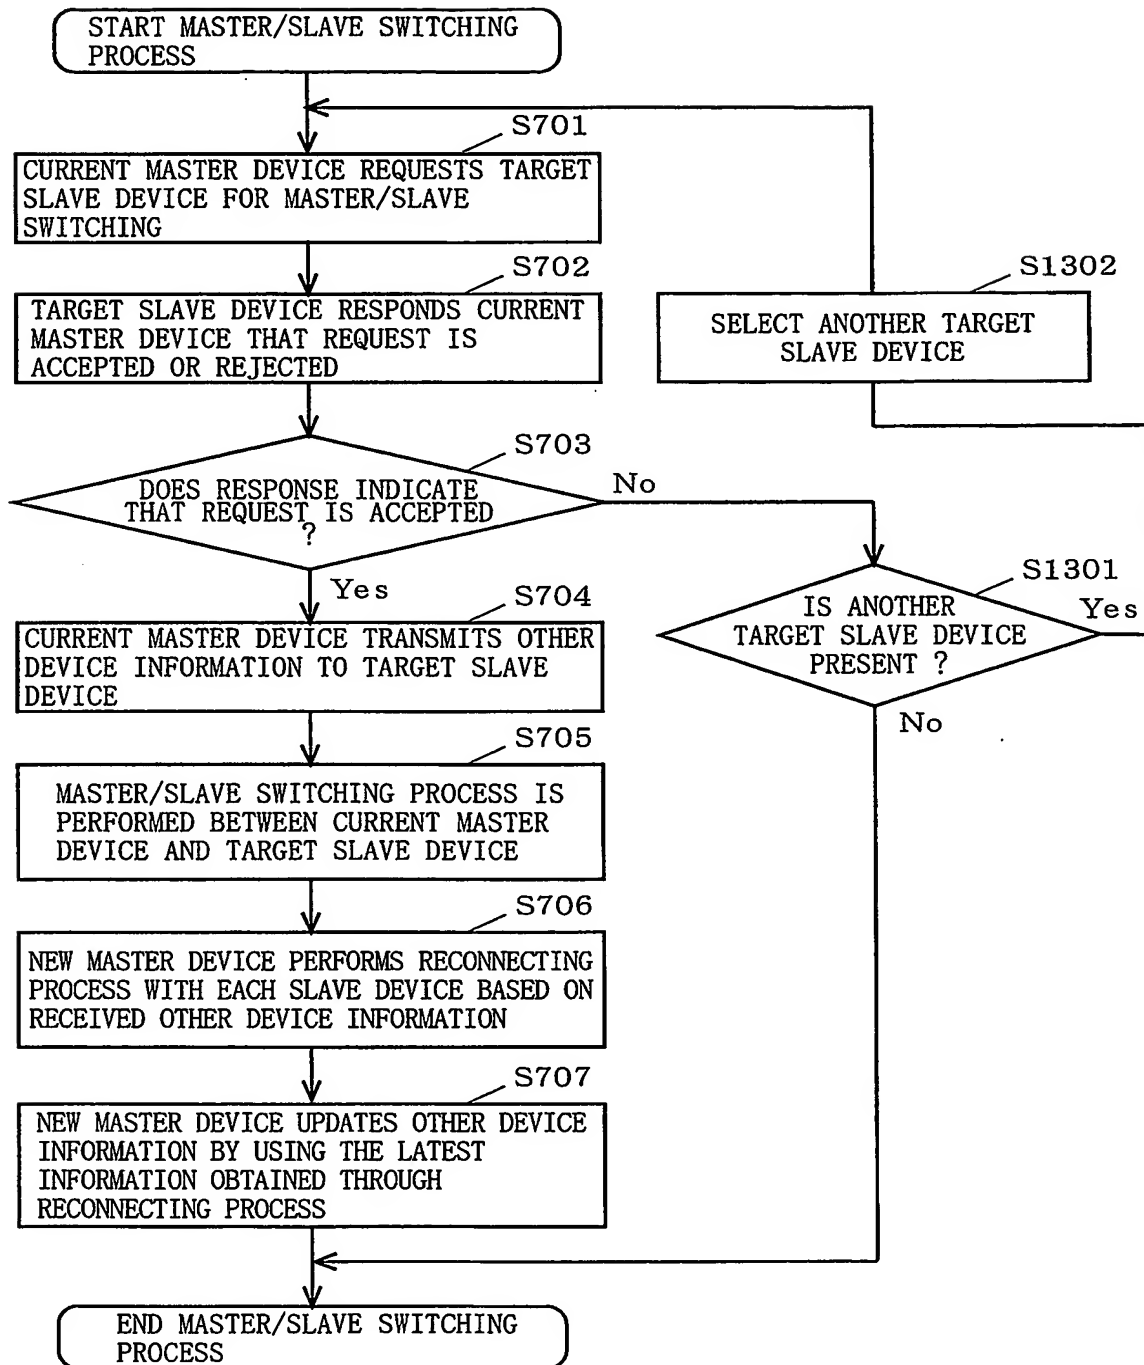 START MASTER/SLAVE SWITCHING
PROCESS
S701
CURRENT MASTER DEVICE REQUESTS TARGET
SLAVE DEVICE FOR MASTER/SLAVE
SWITCHING
S702
TARGET SLAVE DEVICE RESPONDS CURRENT
MASTER DEVICE THAT REQUEST IS
ACCEPTED OR REJECTED
S1302
SELECT ANOTHER TARGET
SLAVE DEVICE
S703
DOES RESPONSE INDICATE
THAT REQUEST IS ACCEPTED
?
No
Yes
S1301
IS ANOTHER
TARGET SLAVE DEVICE
PRESENT ?
Yes
No
S704
CURRENT MASTER DEVICE TRANSMITS OTHER
DEVICE INFORMATION TO TARGET SLAVE
DEVICE
S705
MASTER/SLAVE SWITCHING PROCESS IS
PERFORMED BETWEEN CURRENT MASTER
DEVICE AND TARGET SLAVE DEVICE
S706
NEW MASTER DEVICE PERFORMS RECONNECTING
PROCESS WITH EACH SLAVE DEVICE BASED ON
RECEIVED OTHER DEVICE INFORMATION
S707
NEW MASTER DEVICE UPDATES OTHER DEVICE
INFORMATION BY USING THE LATEST
INFORMATION OBTAINED THROUGH
RECONNECTING PROCESS
END MASTER/SLAVE SWITCHING
PROCESS